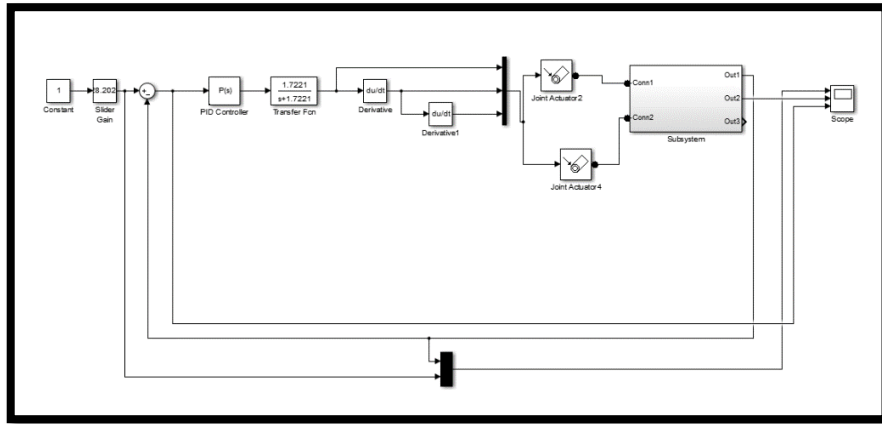 1
Constant
8.202
Slider
Gain
+
-
P(s)
PID Controller
1.7221
s+1.7221
Transfer Fcn
du/dt
Derivative
du/dt
Derivative1
Joint Actuator2
Joint Actuator4
Conn1
Conn2
Out1
Out2
Out3
Subsystem
Scope